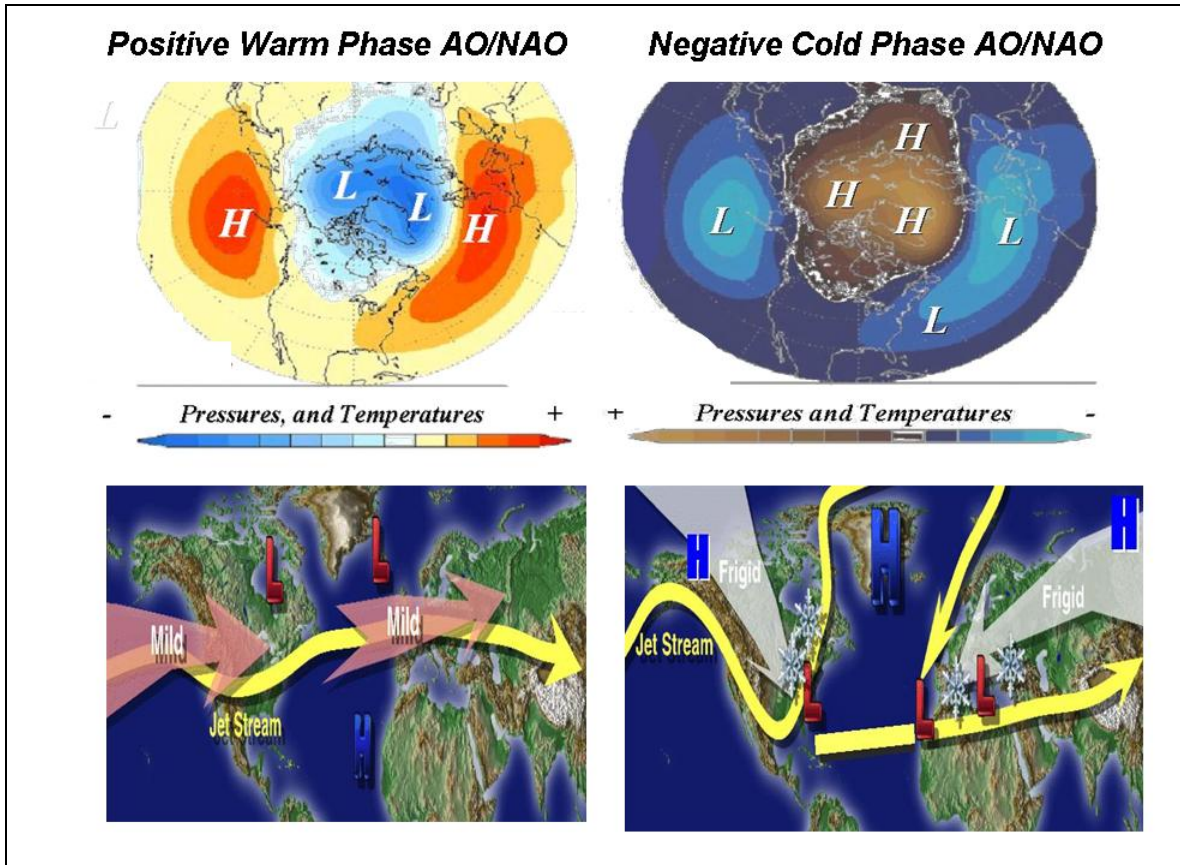 Positive Warm Phase AO/NAO
Negative Cold Phase AO/NAO
L
H
L
L
H
H
H
H
L
L
L
- Pressures, and Temperatures +
+ Pressures and Temperatures -
L
L
Mild
Mild
Jet Stream
H
H
H
H
Frigid
Frigid
Jet Stream
L
L
L